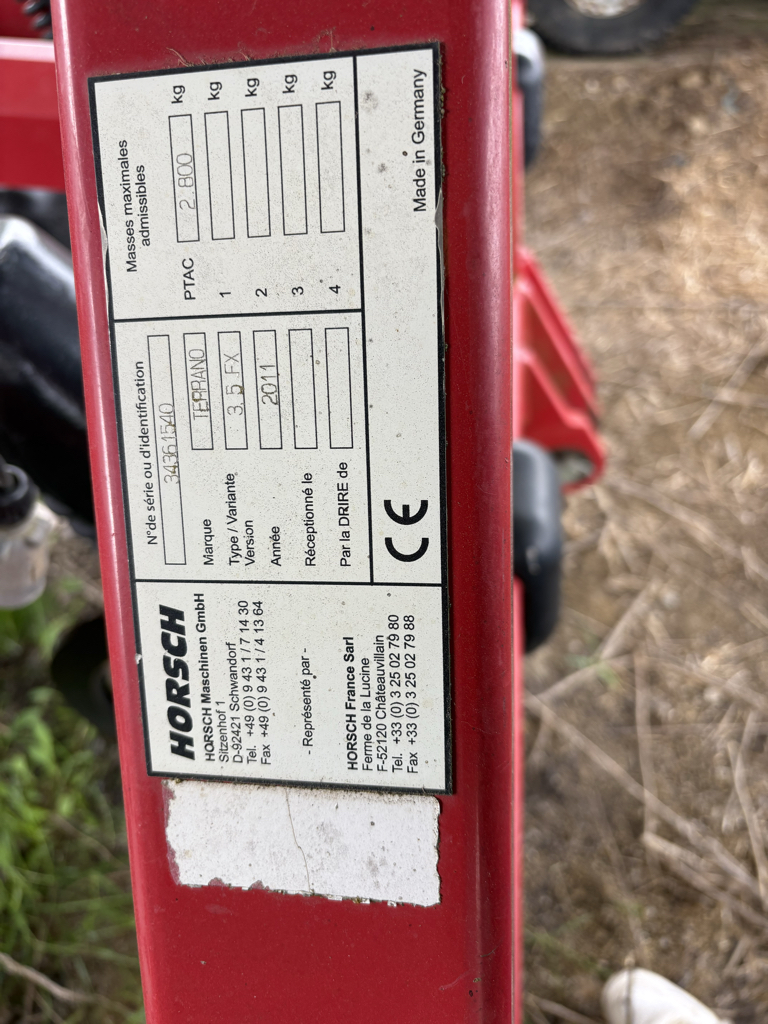 HORSCH
HORSCH Maschinen GmbH
Sitzenhof 1
D-92421 Schwandorf
Tel. +49 (0) 9 43 1 / 7 14 30
Fax +49 (0) 9 43 1 / 4 13 64
- Représenté par -
HORSCH France Sarl
Ferme de la Lucine
F-52120 Châteauvillain
Tel. +33 (0) 3 25 02 79 80
Fax +33 (0) 3 25 02 79 88
N°de série ou d'identification
34361540
Marque TERRANO
Type / Variante
Version 3.5 FX
Année 2011
Réceptionné le
Par la DRIRE de
Masses maximales
admissibles
PTAC 2.800 kg
1 kg
2 kg
3 kg
4 kg
CE
Made in Germany